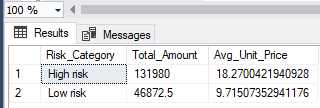 100 %
Results Messages
Risk_Category Total_Amount Avg_Unit_Price
1 High risk 131980 18.2700421940928
2 Low risk 46872.5 9.71507352941176